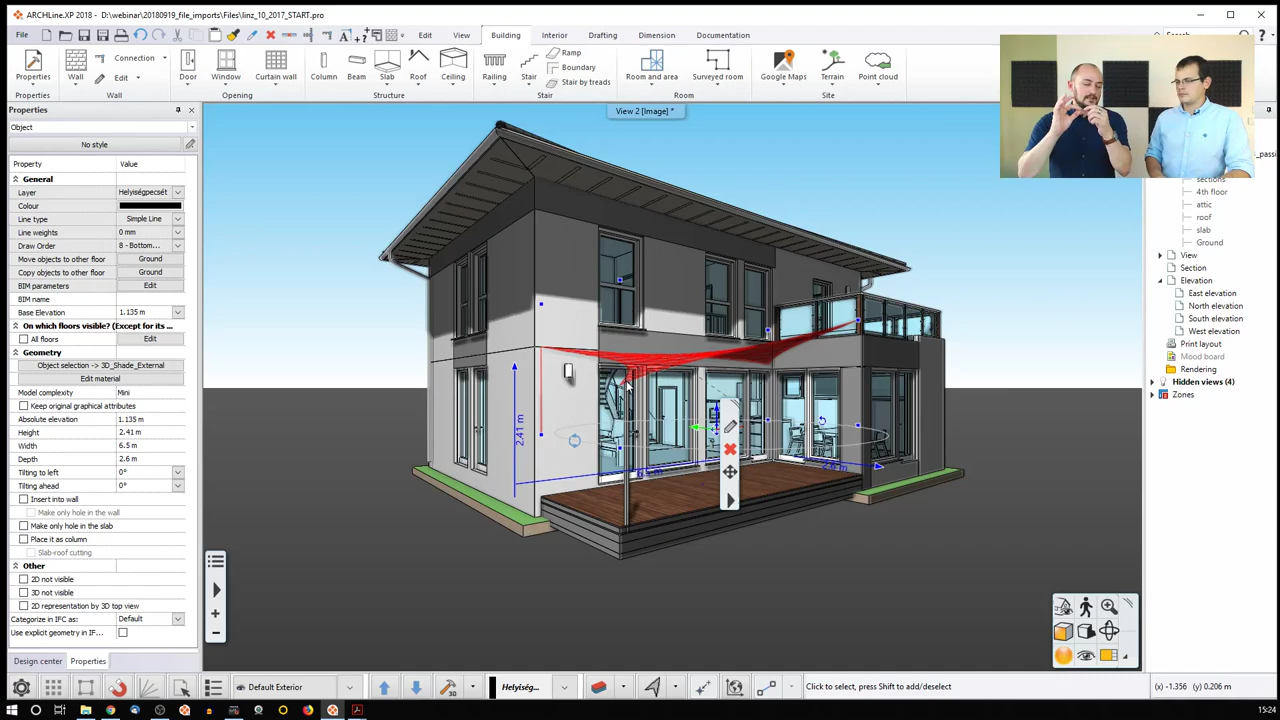 ARCHLine.XP 2018 - D:\webinar\20180919_file_imports\Files\linz_10_2017_START.pro
File
Edit
View
Building
Interior
Drafting
Dimension
Documentation
Search
Properties
Wall
Connection
Edit
Door
Window
Curtain wall
Column
Beam
Slab
Roof
Ceiling
Railing
Stair
Ramp
Boundary
Stair by treads
Room and area
Surveyed room
Google Maps
Terrain
Point cloud
Properties
Wall
Opening
Structure
Stair
Room
Site
Properties
View 2 [Image] *
Object
No style
Property Value
General
Layer Helyiségpecsét
Colour
Line type Simple Line
Line weights 0 mm
Draw Order 8 - Bottom...
Move objects to other floor Ground
Copy objects to other floor Ground
BIM parameters Edit
BIM name
Base Elevation 1.135 m
On which floors visible? (Except for its ...
All floors Edit
Geometry
Object selection -> 3D_Shade_External
Edit material
Model complexity Mini
Keep original graphical attributes
Absolute elevation 1.135 m
Height 2.41 m
Width 6.5 m
Depth 2.6 m
Tilting to left 0°
Tilting ahead 0°
Insert into wall
Make only hole in the wall
Make only hole in the slab
Place it as column
Slab-roof cutting
Other
2D not visible
3D not visible
2D representation by 3D top view
Categorize in IFC as: Default
Use explicit geometry in IF...
Design center
Properties
2.41 m
sections
4th floor
attic
roof
slab
Ground
View
Section
Elevation
East elevation
North elevation
South elevation
West elevation
Print layout
Mood board
Rendering
Hidden views (4)
Zones
Default Exterior
Helyiség...
Click to select, press Shift to add/deselect
(x) -1.356 (y) 0.206 m
15:24